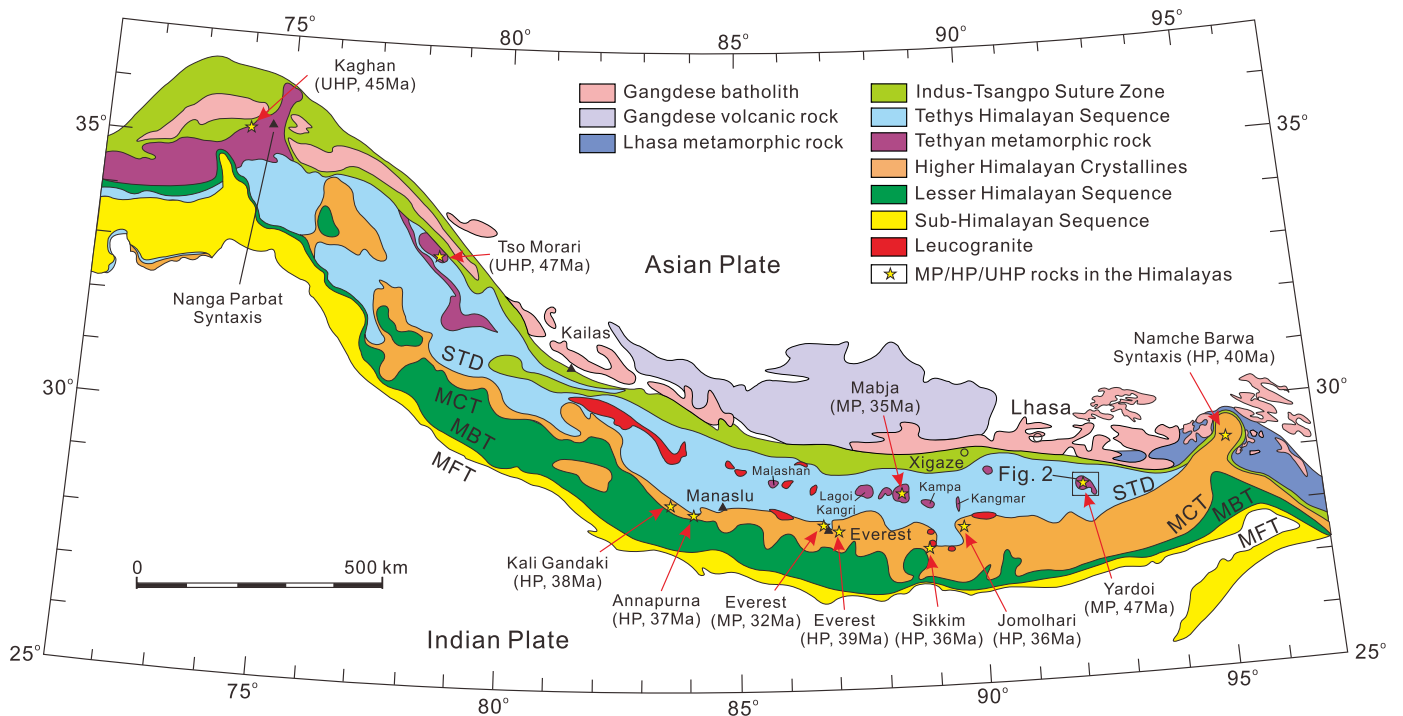 75°
80°
85°
90°
95°
Kaghan
(UHP, 45Ma)
Gangdese batholith
Gangdese volcanic rock
Lhasa metamorphic rock
Indus-Tsangpo Suture Zone
Tethys Himalayan Sequence
Tethyan metamorphic rock
Higher Himalayan Crystallines
Lesser Himalayan Sequence
Sub-Himalayan Sequence
Leucogranite
MP/HP/UHP rocks in the Himalayas
35°
35°
Tso Morari
(UHP, 47Ma)
Asian Plate
Nanga Parbat
Syntaxis
Kailas
Namche Barwa
Syntaxis (HP, 40Ma)
STD
30°
30°
Mabja
(MP, 35Ma)
MCT
MBT
MFT
Lhasa
Xigaze
Malashan
Fig. 2
STD
Lagoi
Kangri
Kampa
Kangmar
Manaslu
MCT
MBT
MFT
Everest
0
500 km
Kali Gandaki
(HP, 38Ma)
Annapurna
(HP, 37Ma)
Everest
(MP, 32Ma)
Everest
(HP, 39Ma)
Sikkim
(HP, 36Ma)
Jomolhari
(HP, 36Ma)
Yardoi
(MP, 47Ma)
Indian Plate
25°
25°
75°
80°
85°
90°
95°